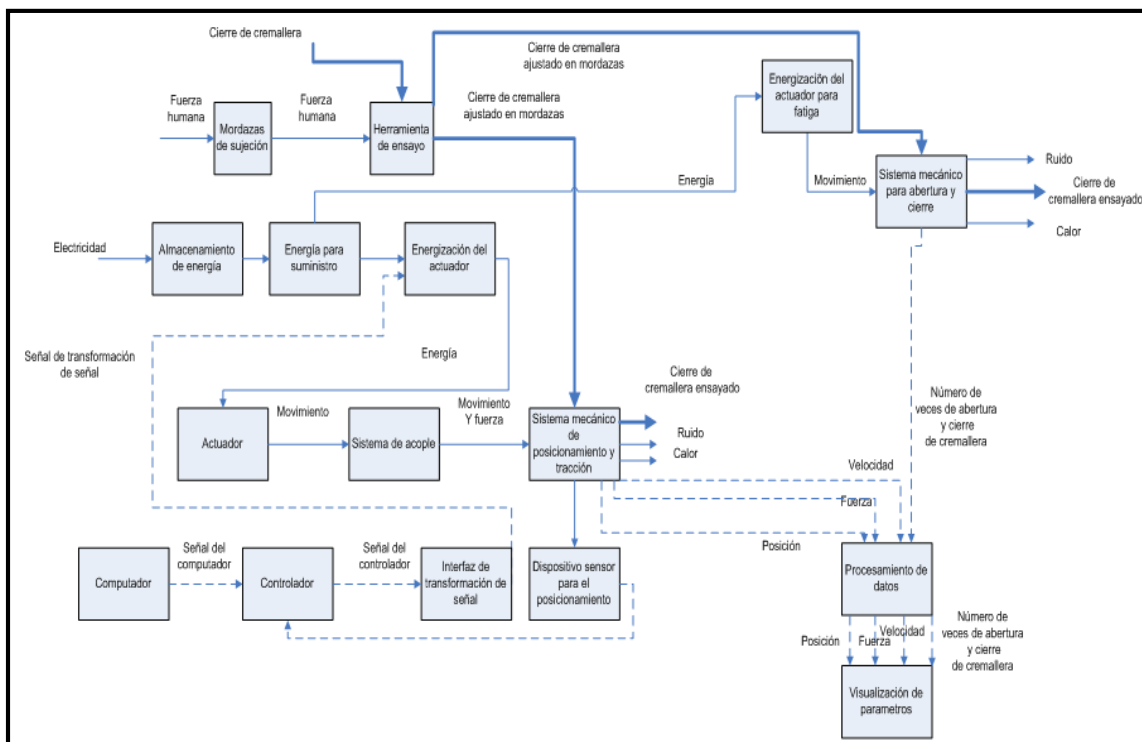 Cierre de cremallera
Cierre de cremallera
ajustado en mordazas
Energización del
actuador para
fatiga
Fuerza
humana
Mordazas
de sujeción
Fuerza
humana
Herramienta
de ensayo
Cierre de cremallera
ajustado en mordazas
Energía
Movimiento
Sistema mecánico
para abertura y
cierre
Ruido
Cierre de
cremallera ensayado
Calor
Electricidad
Almacenamiento
de energía
Energía para
suministro
Energización del
actuador
Señal de transformación
de señal
Energía
Actuador
Movimiento
Sistema de acople
Movimiento
Y fuerza
Sistema mecánico
de
posicionamiento y
tracción
Cierre de
cremallera ensayado
Ruido
Calor
Número de
veces de abertura
y cierre
de cremallera
Velocidad
Fuerza
Posición
Computador
Señal del
computador
Controlador
Señal del
controlador
Interfaz de
transformación de
señal
Dispositivo sensor
para el
posicionamiento
Procesamiento de
datos
Posición
Fuerza
Velocidad
Número de
veces de abertura
y cierre
de cremallera
Visualización de
parametros